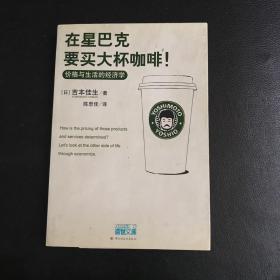 在星巴克
要买大杯咖啡!
价格与生活的经济学
[日] 吉本佳生/著
陈思佳/译
YOSHIMOTO
YOSHIO
How is the pricing of those products
and services determined?
Let's look at the other side of life
through economics.